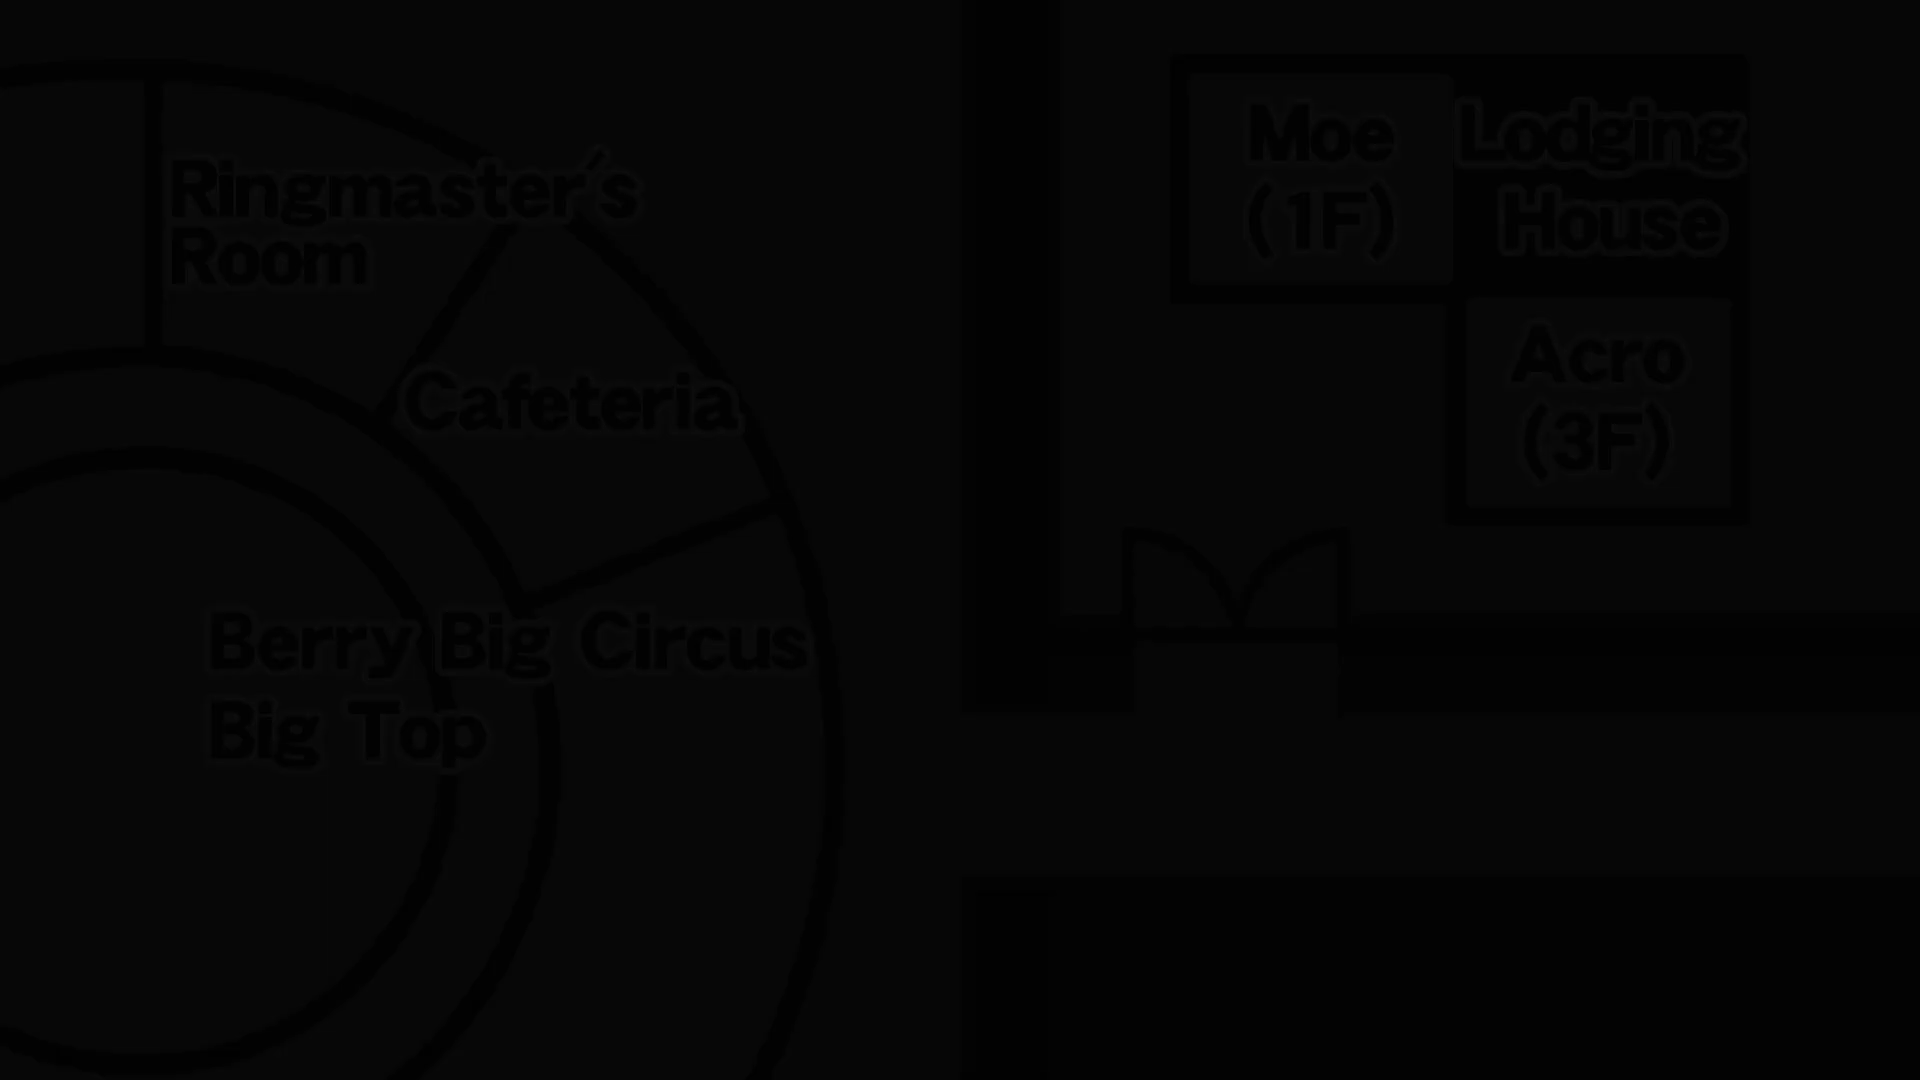 Ringmaster's
Room
Cafeteria
Berry Big Circus
Big Top
Moe
(1F)
Lodging
House
Acro
(3F)